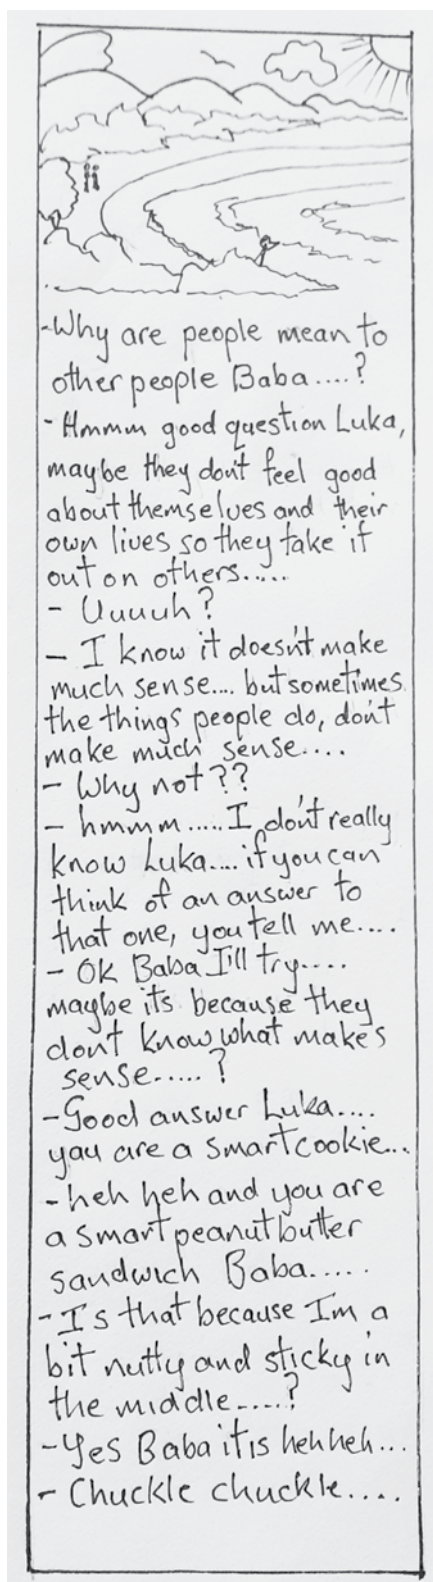 -Why are people mean to
other people Baba....?
- Hmmm good question Luka,
maybe they don't feel good
about themselves and their
own lives so they take it
out on others.....
- Uuuuh?
- I know it doesn't make
much sense.... but sometimes
the things people do, don't
make much sense....
- Why not??
- hmmm.....I don't really
know Luka....if you can
think of an answer to
that one, you tell me....
- OK Baba I'll try....
maybe its because they
dont know what makes
sense.....?
-Good answer Luka....
you are a smart cookie...
-heh heh and you are
a smart peanut butter
sandwich Baba.....
-Is that because Im a
bit nutty and sticky in
the middle.....?
-Yes Baba it is heh heh...
- Chuckle chuckle....